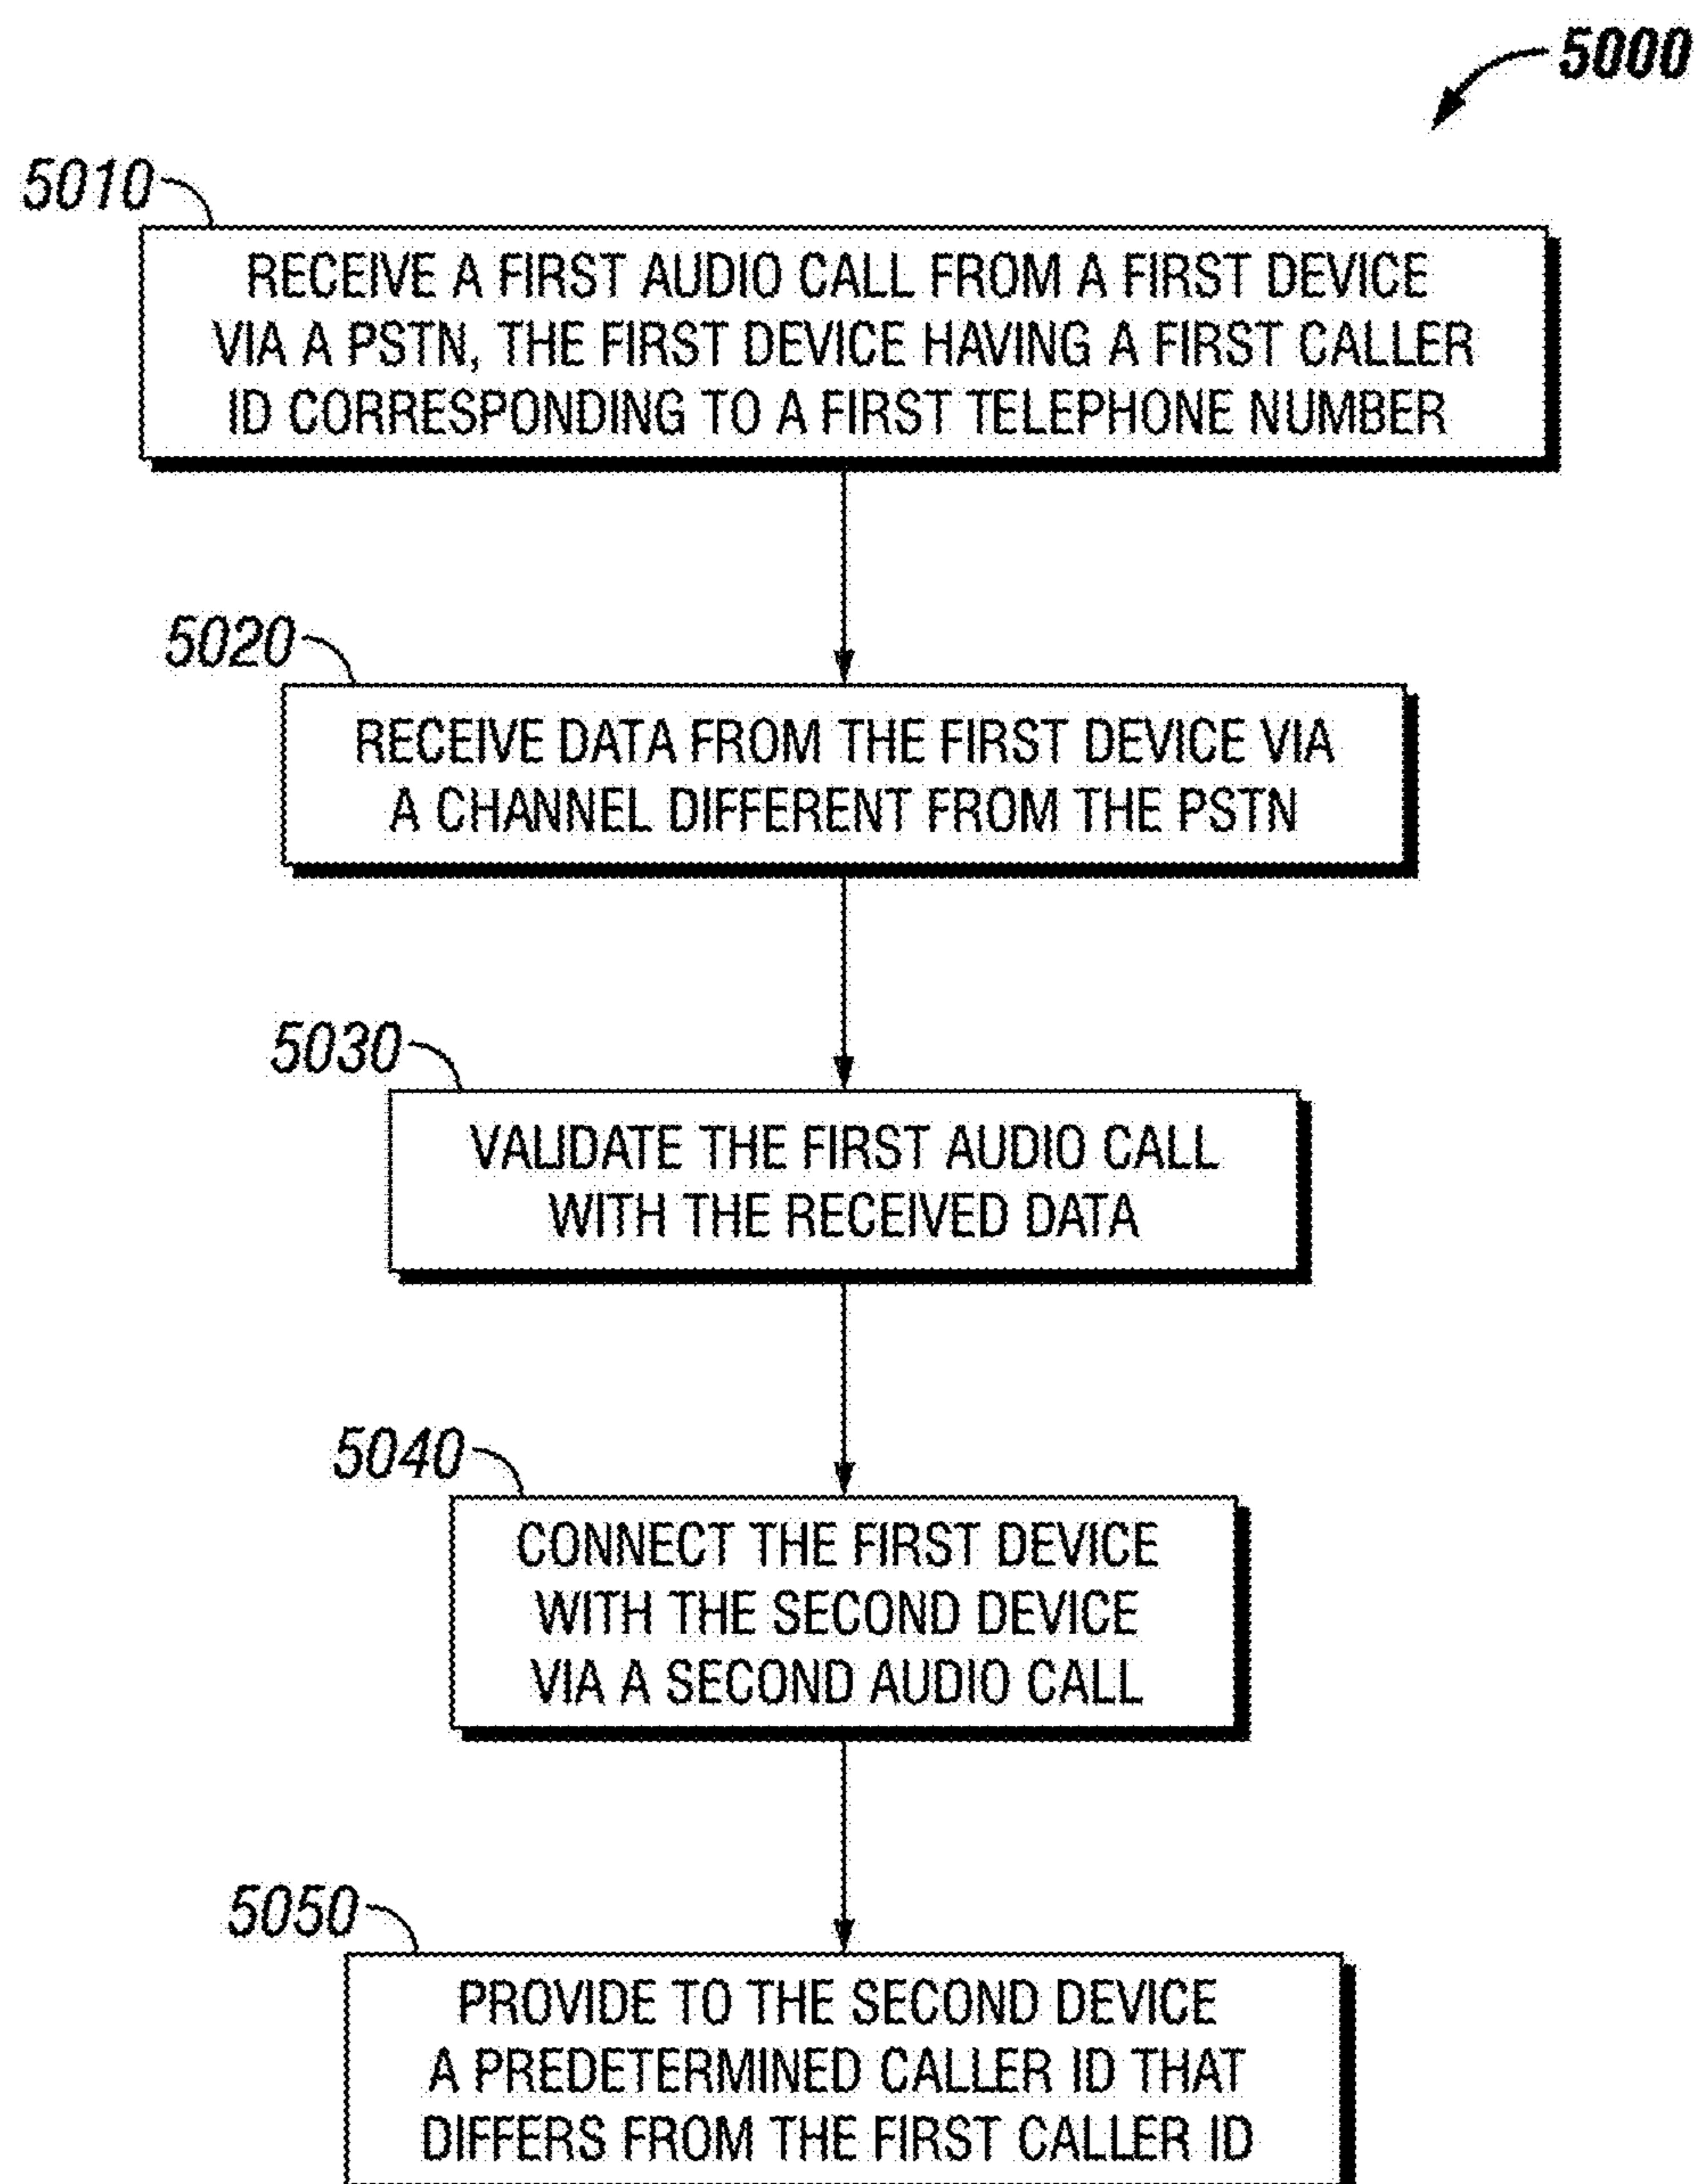 5000
5010
RECEIVE A FIRST AUDIO CALL FROM A FIRST DEVICE
VIA A PSTN, THE FIRST DEVICE HAVING A FIRST CALLER
ID CORRESPONDING TO A FIRST TELEPHONE NUMBER
5020
RECEIVE DATA FROM THE FIRST DEVICE VIA
A CHANNEL DIFFERENT FROM THE PSTN
5030
VALIDATE THE FIRST AUDIO CALL
WITH THE RECEIVED DATA
5040
CONNECT THE FIRST DEVICE
WITH THE SECOND DEVICE
VIA A SECOND AUDIO CALL
5050
PROVIDE TO THE SECOND DEVICE
A PREDETERMINED CALLER ID THAT
DIFFERS FROM THE FIRST CALLER ID